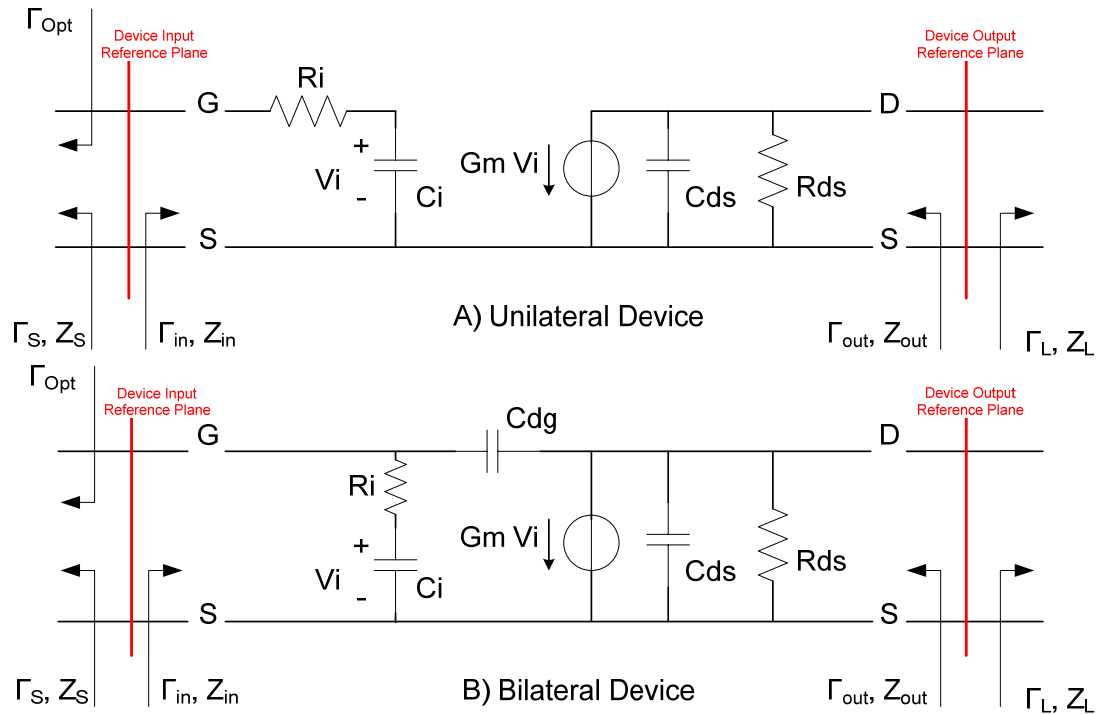 ΓOpt
Device Input
Reference Plane
Device Output
Reference Plane
G
Ri
D
+
Vi
-
Ci
Gm Vi
Cds
Rds
S
S
A) Unilateral Device
ΓS, ZS
Γin, Zin
Γout, Zout
ΓL, ZL
ΓOpt
Device Input
Reference Plane
Device Output
Reference Plane
Cdg
G
D
Ri
+
Vi
-
Ci
Gm Vi
Cds
Rds
S
S
B) Bilateral Device
ΓS, ZS
Γin, Zin
Γout, Zout
ΓL, ZL